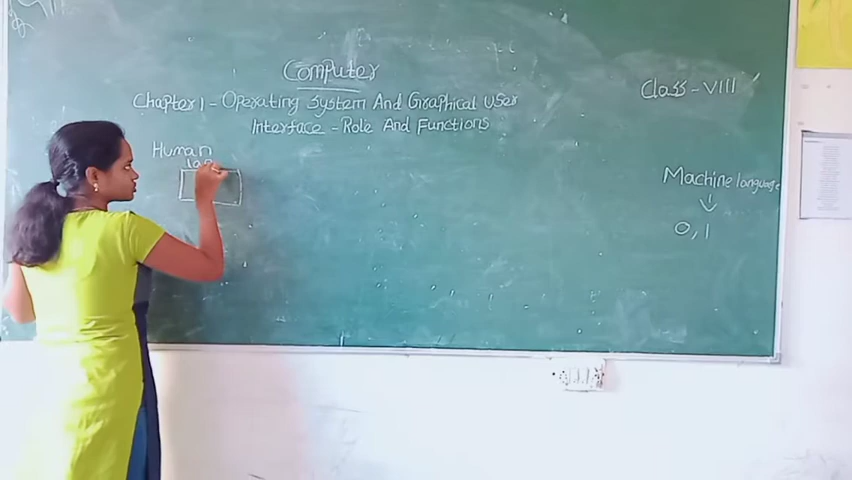 Computer
Class - VIII
Chapter 1 - Operating System And Graphical User
Interface - Role And Functions
Human
Machine language
0, 1